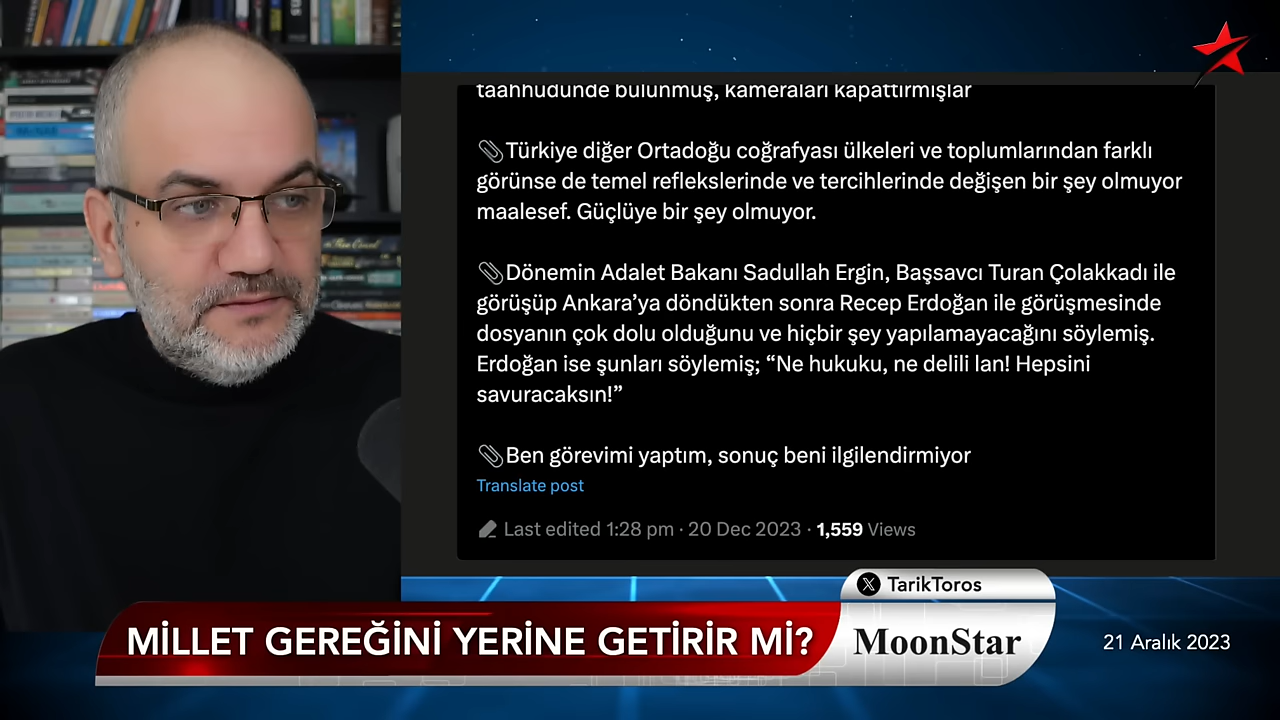 taahhüdünde bulunmuş, kameraları kapattırmışlar
Türkiye diğer Ortadoğu coğrafyası ülkeleri ve toplumlarından farklı
görünse de temel reflekslerinde ve tercihlerinde değişen bir şey olmuyor
maalesef. Güçlüye bir şey olmuyor.
Dönemin Adalet Bakanı Sadullah Ergin, Başsavcı Turan Çolakkadı ile
görüşüp Ankara’ya döndükten sonra Recep Erdoğan ile görüşmesinde
dosyanın çok dolu olduğunu ve hiçbir şey yapılamayacağını söylemiş.
Erdoğan ise şunları söylemiş; “Ne hukuku, ne delili lan! Hepsini
savuracaksın!”
Ben görevimi yaptım, sonuç beni ilgilendirmiyor
Translate post
Last edited 1:28 pm · 20 Dec 2023 · 1,559 Views
TarikToros
MİLLET GEREĞİNİ YERİNE GETİRİR Mİ?
MoonStar
21 Aralık 2023